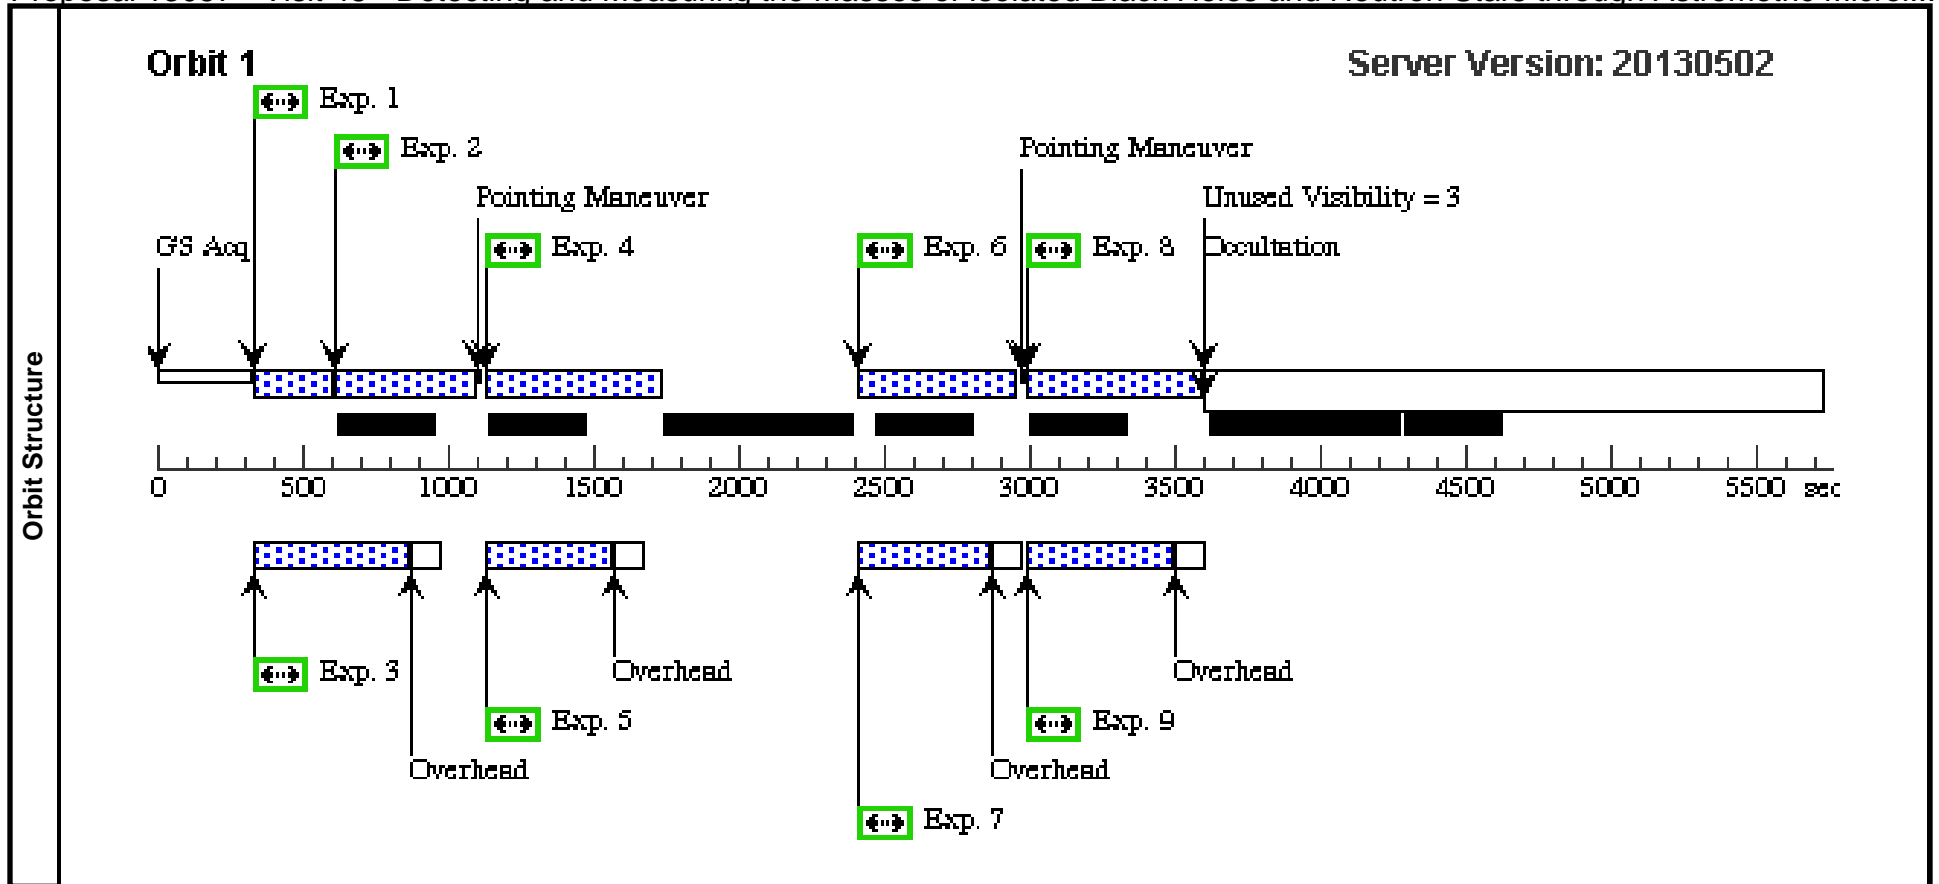 Orbit 1
Server Version: 20130502
Exp. 1
Exp. 2
Pointing Maneuver
Pointing Maneuver
Unused Visibility = 3
GS Acq
Exp. 4
Exp. 6
Exp. 8
Occultation
Orbit Structure
0 500 1000 1500 2000 2500 3000 3500 4000 4500 5000 5500 sec
Exp. 3
Overhead
Overhead
Exp. 5
Exp. 9
Overhead
Overhead
Exp. 7